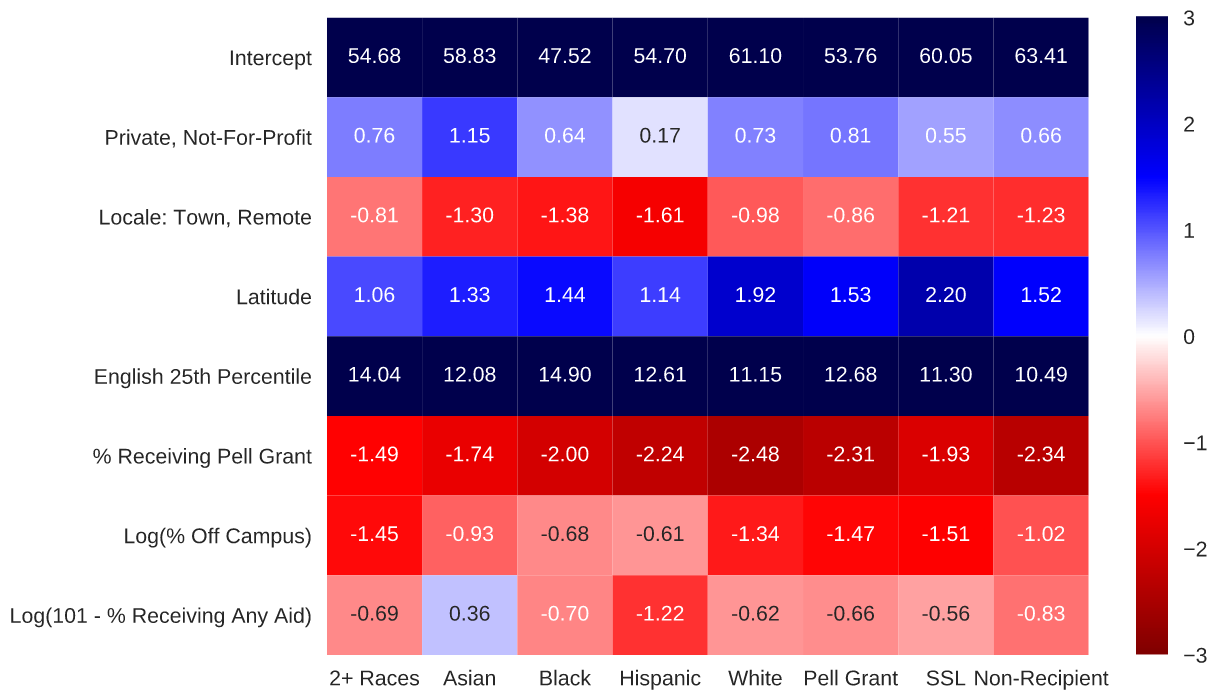 Intercept 54.68 58.83 47.52 54.70 61.10 53.76 60.05 63.41
Private, Not-For-Profit 0.76 1.15 0.64 0.17 0.73 0.81 0.55 0.66
Locale: Town, Remote -0.81 -1.30 -1.38 -1.61 -0.98 -0.86 -1.21 -1.23
Latitude 1.06 1.33 1.44 1.14 1.92 1.53 2.20 1.52
English 25th Percentile 14.04 12.08 14.90 12.61 11.15 12.68 11.30 10.49
% Receiving Pell Grant -1.49 -1.74 -2.00 -2.24 -2.48 -2.31 -1.93 -2.34
Log(% Off Campus) -1.45 -0.93 -0.68 -0.61 -1.34 -1.47 -1.51 -1.02
Log(101 - % Receiving Any Aid) -0.69 0.36 -0.70 -1.22 -0.62 -0.66 -0.56 -0.83
2+ Races Asian Black Hispanic White Pell Grant SSL Non-Recipient
3
2
1
0
−1
−2
−3